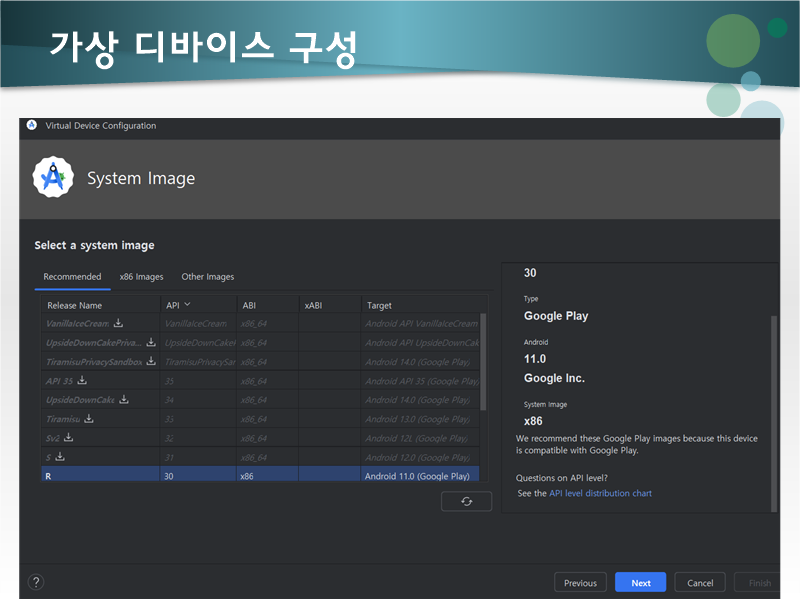 가상 디바이스 구성
Virtual Device Configuration
System Image
Select a system image
Recommended x86 Images Other Images
Release Name API ABI xABI Target
VanillaIceCream VanillaIceCream x86_64 Android API VanillaIceCream
UpsideDownCakePriva... UpsideDownCakeP x86_64 Android API UpsideDownCak
TiramisuPrivacySandbox TiramisuPrivacySan x86_64 Android 14.0 (Google Play)
API 35 35 x86_64 Android API 35 (Google Play)
UpsideDownCake 34 x86_64 Android 14.0 (Google Play)
Tiramisu 33 x86_64 Android 13.0 (Google Play)
Sv2 32 x86_64 Android 12L (Google Play)
S 31 x86_64 Android 12.0 (Google Play)
R 30 x86 Android 11.0 (Google Play)
30
Type
Google Play
Android
11.0
Google Inc.
System Image
x86
We recommend these Google Play images because this device
is compatible with Google Play.
Questions on API level?
See the API level distribution chart
?
Previous Next Cancel Finish